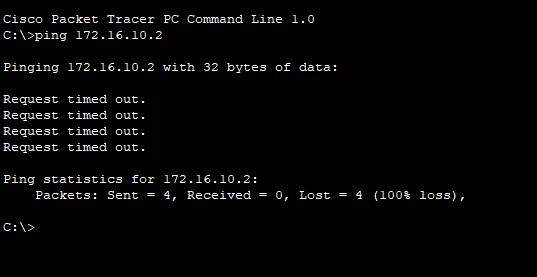 Cisco Packet Tracer PC Command Line 1.0
C:\>ping 172.16.10.2
Pinging 172.16.10.2 with 32 bytes of data:
Request timed out.
Request timed out.
Request timed out.
Request timed out.
Ping statistics for 172.16.10.2:
    Packets: Sent = 4, Received = 0, Lost = 4 (100% loss),
C:\>